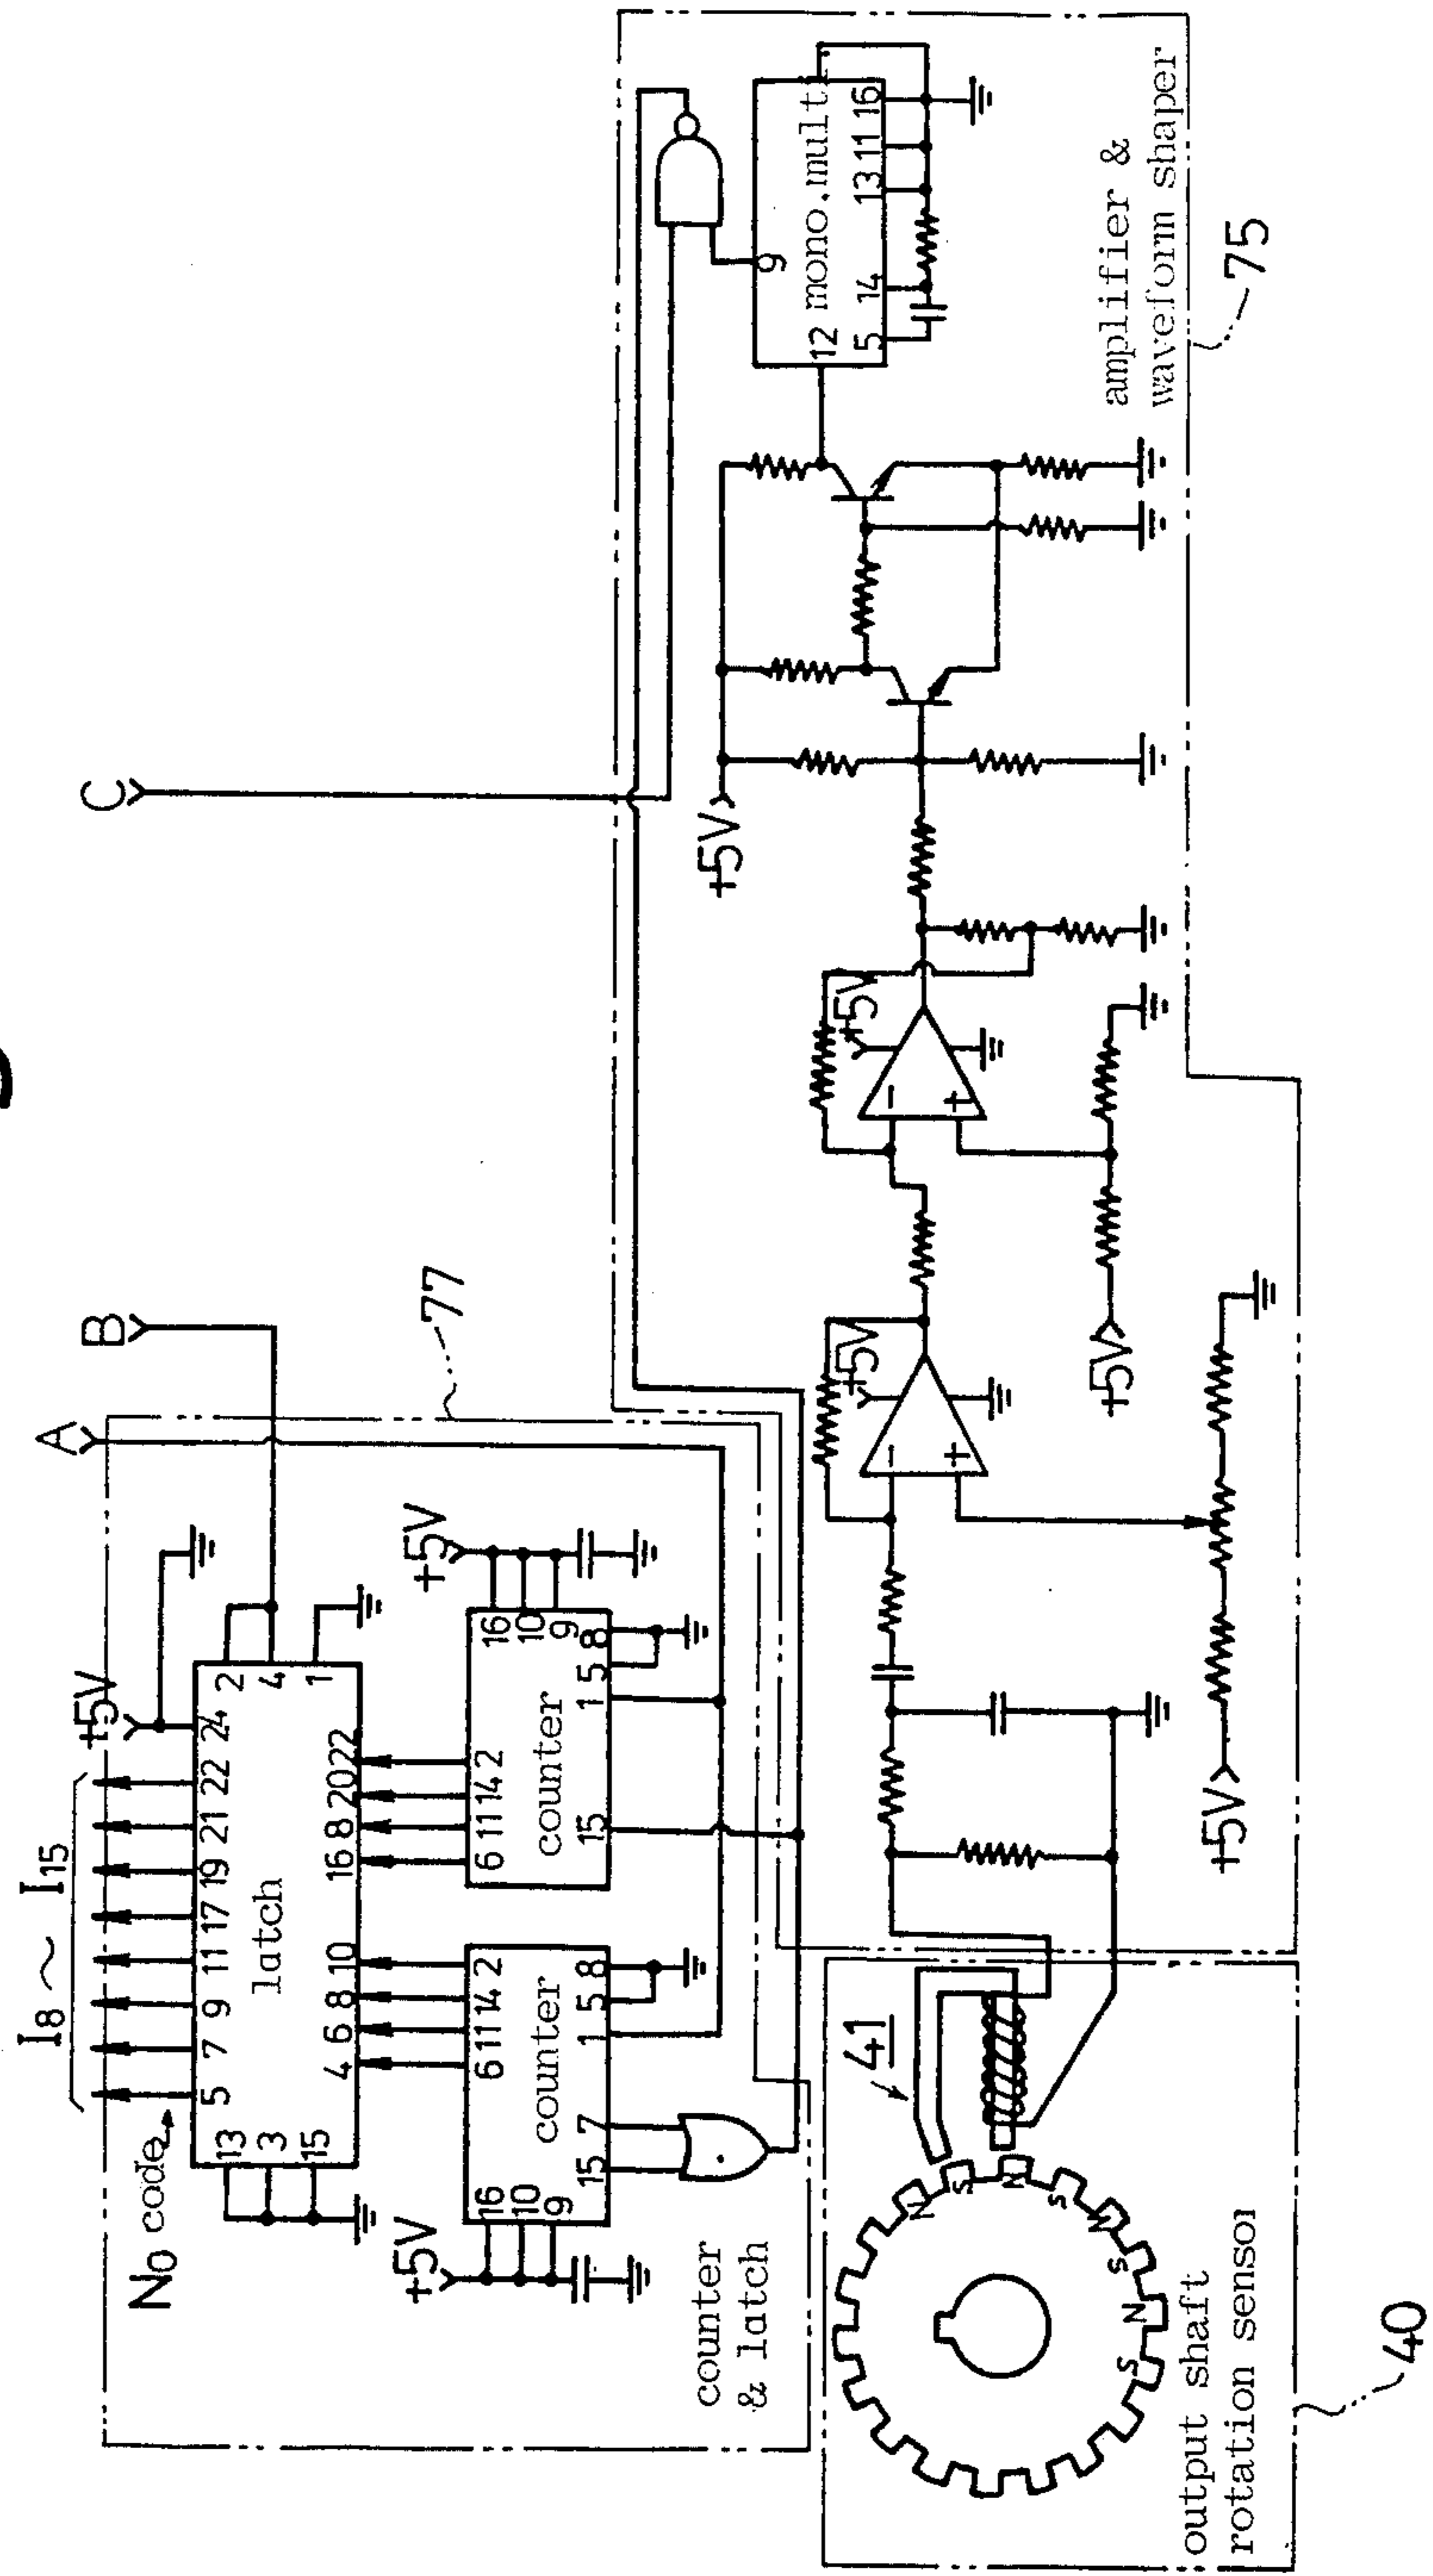 A
B
C
I8 ~ I15
No code
5 7 9 11 17 19 21 22 24
+5V
13
3
15
latch
2
4
1
4 6 8 10 16 8 20 22
+5V
16
10
9
6 11 14 2
counter
15 7 1 5 8
+5V
16
10
9
6 11 14 2
counter
15 1 5 8
counter
& latch
77
output shaft
rotation sensor
40
41
N
S
N
S
N
S
N
S
+5V
-
+
+5V
+5V
-
+
+5V
+5V
12
9
mono.multi
5 14 13 11 16
amplifier &
waveform shaper
75